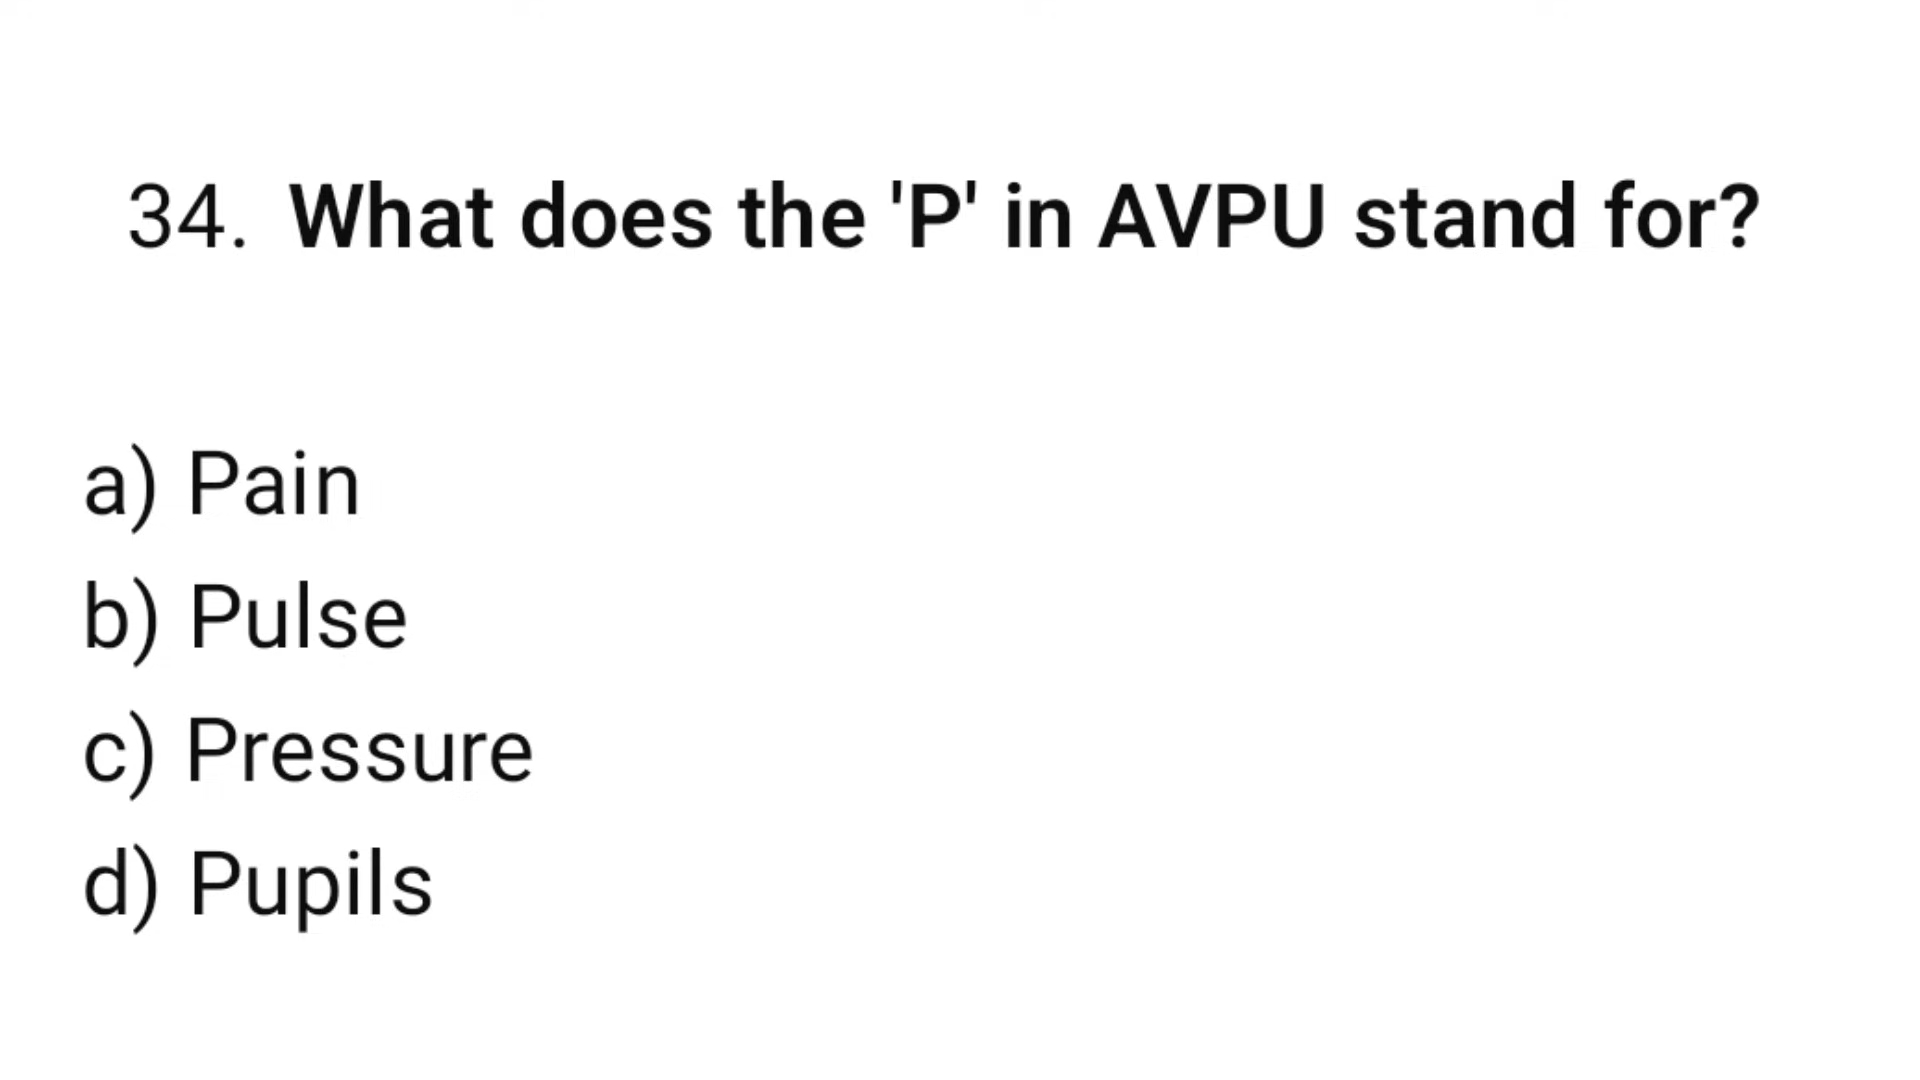 34. What does the 'P' in AVPU stand for?
a) Pain
b) Pulse
c) Pressure
d) Pupils